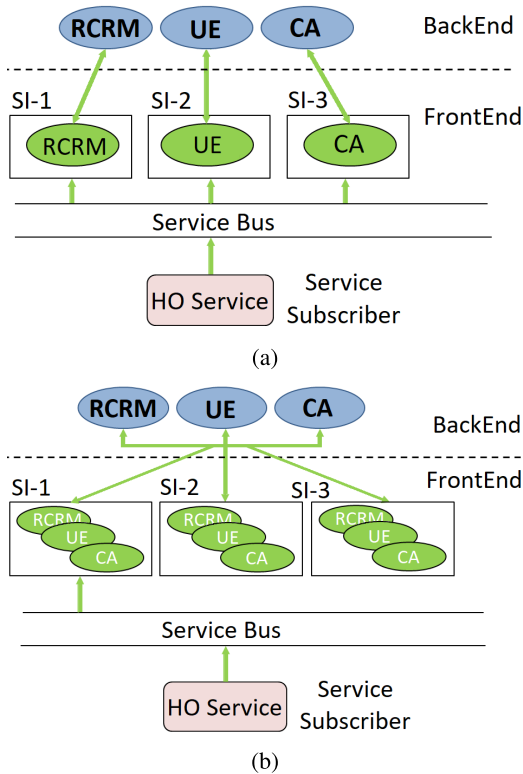 RCRM UE CA BackEnd
SI-1 SI-2 SI-3
FrontEnd
RCRM UE CA
Service Bus
HO Service
Service
Subscriber
(a)
RCRM UE CA
BackEnd
FrontEnd
SI-1 SI-2 SI-3
RCRM RCRM RCRM
UE UE UE
CA CA CA
Service Bus
HO Service
Service
Subscriber
(b)